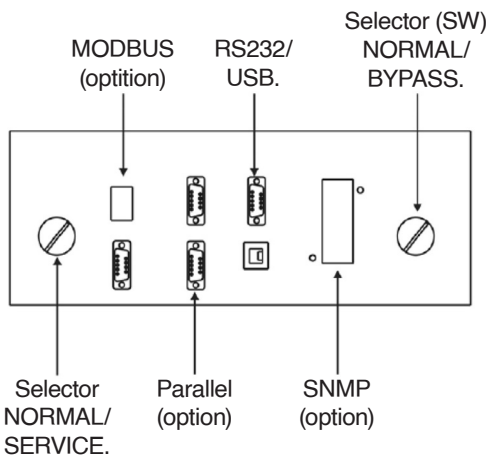 Selector (SW)
NORMAL/
BYPASS.
MODBUS
(optition)
RS232/
USB.
Selector
NORMAL/
SERVICE.
Parallel
(option)
SNMP
(option)